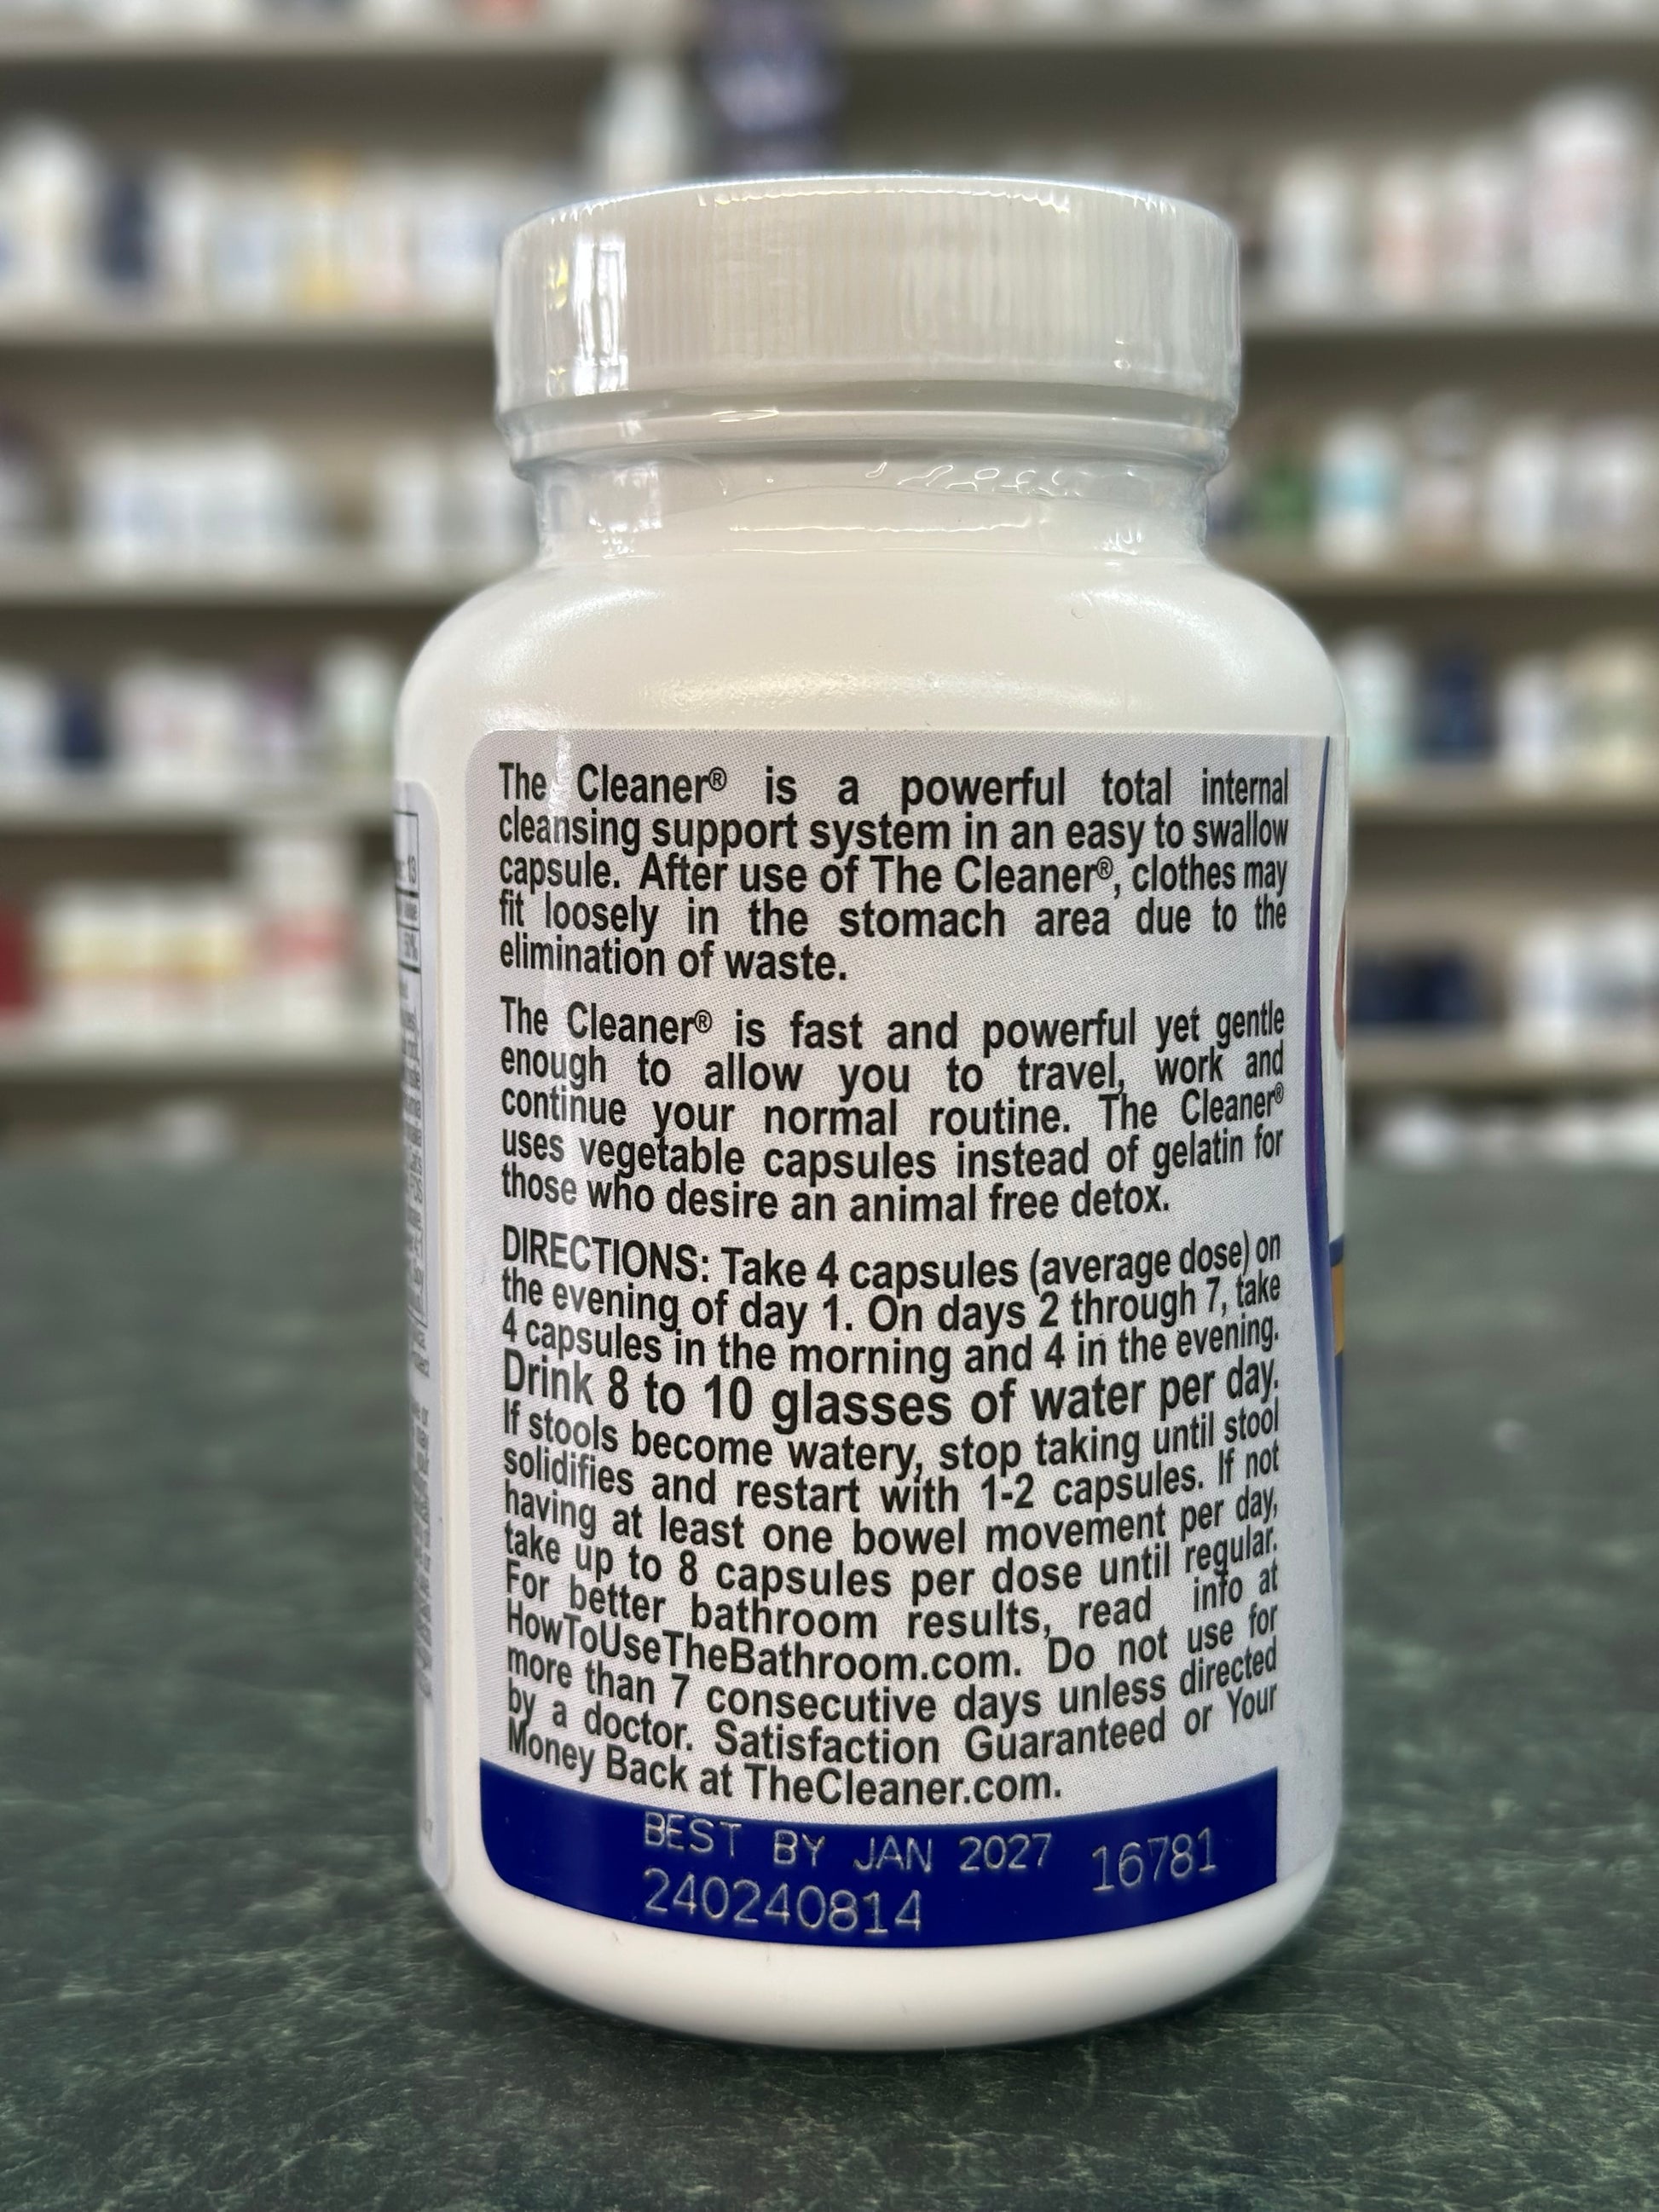 The Cleaner® is a powerful total internal
cleansing support system in an easy to swallow
capsule. After use of The Cleaner®, clothes may
fit loosely in the stomach area due to the
elimination of waste.
The Cleaner® is fast and powerful yet gentle
enough to allow you to travel, work and
continue your normal routine. The Cleaner®
uses vegetable capsules instead of gelatin for
those who desire an animal free detox.
DIRECTIONS: Take 4 capsules (average dose) on
the evening of day 1. On days 2 through 7, take
4 capsules in the morning and 4 in the evening.
Drink 8 to 10 glasses of water per day.
If stools become watery, stop taking until stool
solidifies and restart with 1-2 capsules. If not
having at least one bowel movement per day,
take up to 8 capsules per dose until regular.
For better bathroom results, read info at
HowToUseTheBathroom.com. Do not use for
more than 7 consecutive days unless directed
by a doctor. Satisfaction Guaranteed or Your
Money Back at TheCleaner.com.
BEST BY JAN 2027 16781
240240814